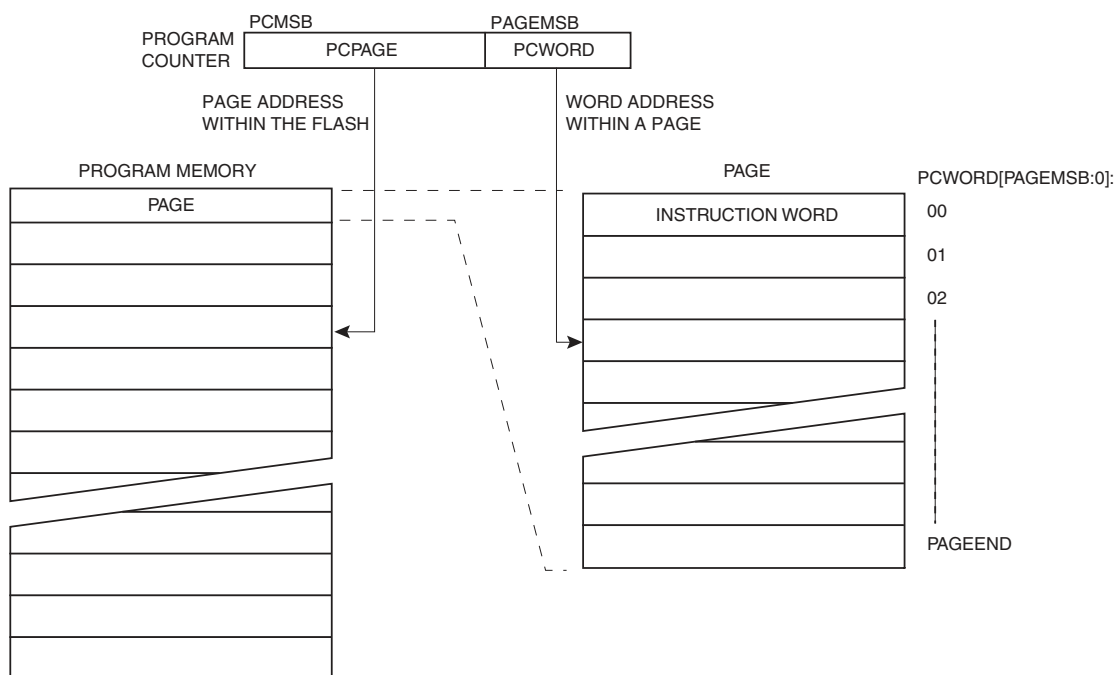 PCMSB
PAGEMSB
PROGRAM
COUNTER
PCPAGE
PCWORD
PAGE ADDRESS
WITHIN THE FLASH
WORD ADDRESS
WITHIN A PAGE
PROGRAM MEMORY
PAGE
PAGE
PCWORD[PAGEMSB:0]:
INSTRUCTION WORD
00
01
02
PAGEEND